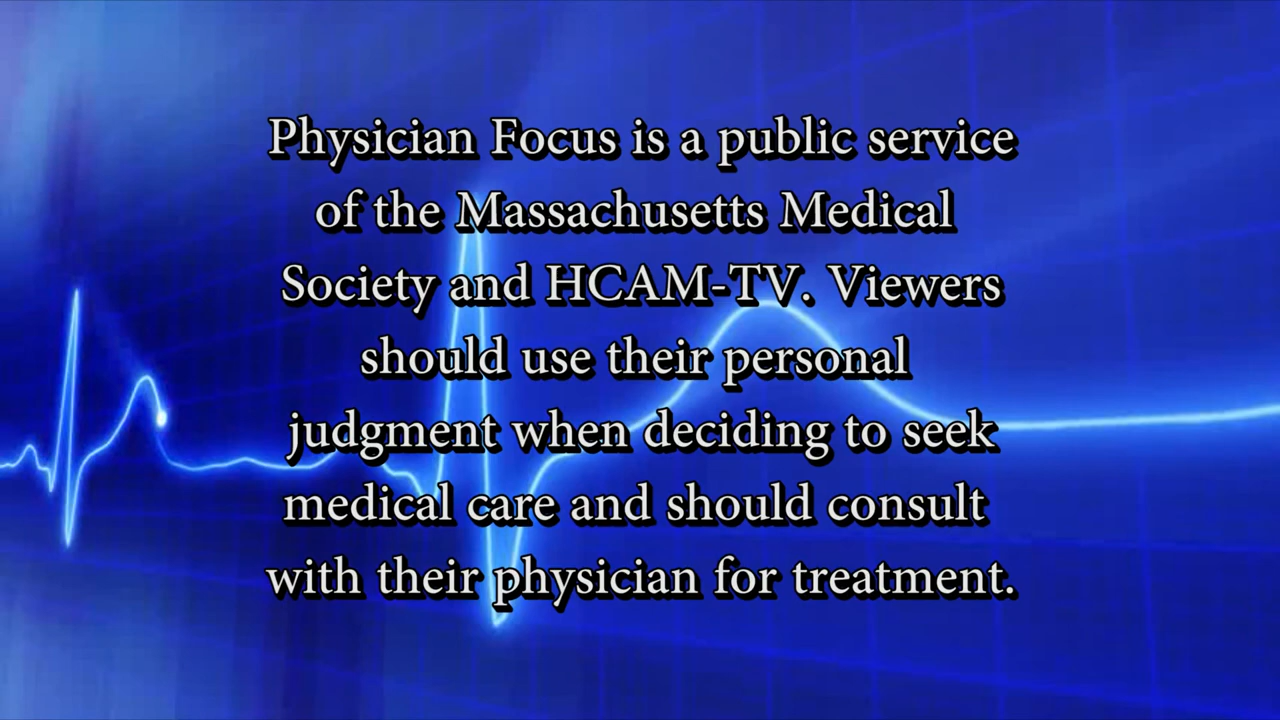 Physician Focus is a public service
of the Massachusetts Medical
Society and HCAM-TV. Viewers
should use their personal
judgment when deciding to seek
medical care and should consult
with their physician for treatment.